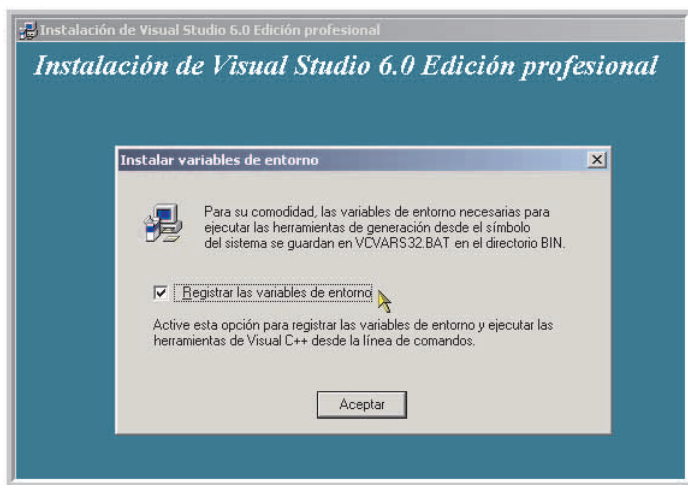 Instalación de Visual Studio 6.0 Edición profesional
Instalación de Visual Studio 6.0 Edición profesional
Instalar variables de entorno
Para su comodidad, las variables de entorno necesarias para
ejecutar las herramientas de generación desde el símbolo
del sistema se guardan en VCVARS32.BAT en el directorio BIN.
Registrar las variables de entorno
Active esta opción para registrar las variables de entorno y ejecutar las
herramientas de Visual C++ desde la línea de comandos.
Aceptar